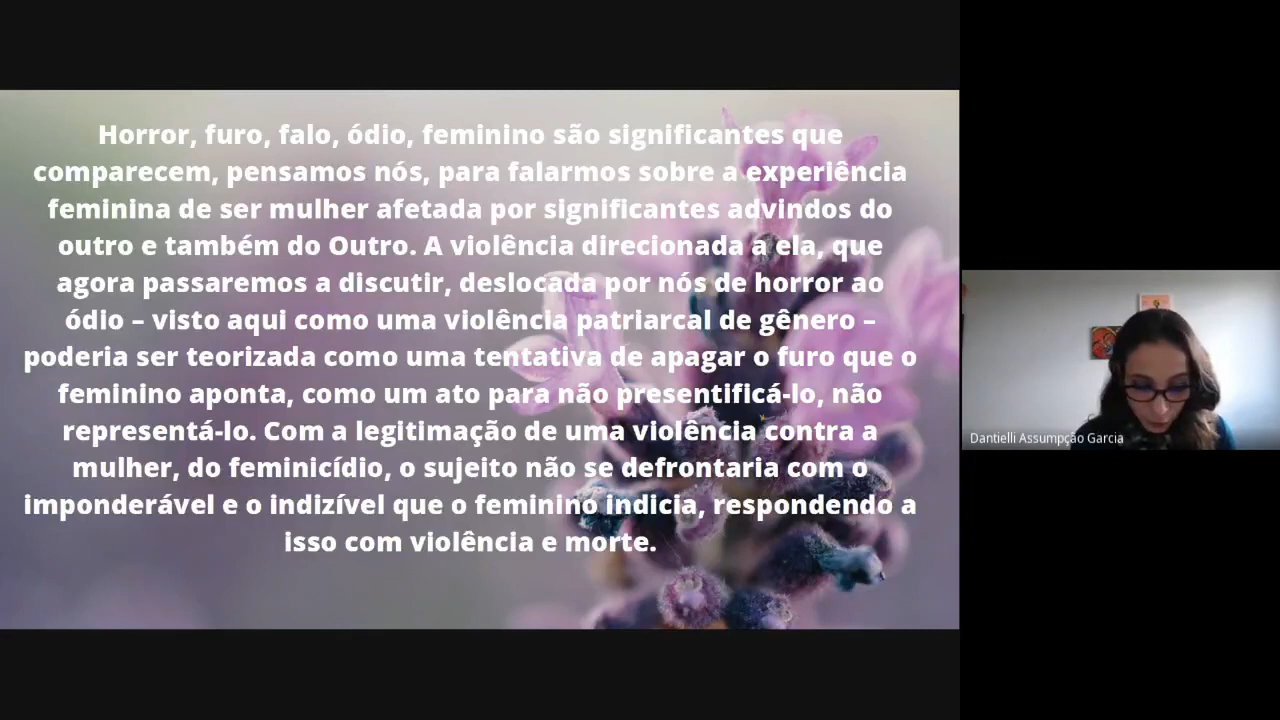 Horror, furo, falo, ódio, feminino são significantes que
comparecem, pensamos nós, para falarmos sobre a experiência
feminina de ser mulher afetada por significantes advindos do
outro e também do Outro. A violência direcionada a ela, que
agora passaremos a discutir, deslocada por nós de horror ao
ódio – visto aqui como uma violência patriarcal de gênero –
poderia ser teorizada como uma tentativa de apagar o furo que o
feminino aponta, como um ato para não presentificá-lo, não
representá-lo. Com a legitimação de uma violência contra a
mulher, do feminicídio, o sujeito não se defrontaria com o
imponderável e o indizível que o feminino indicia, respondendo a
isso com violência e morte.
Dantielli Assumpção Garcia